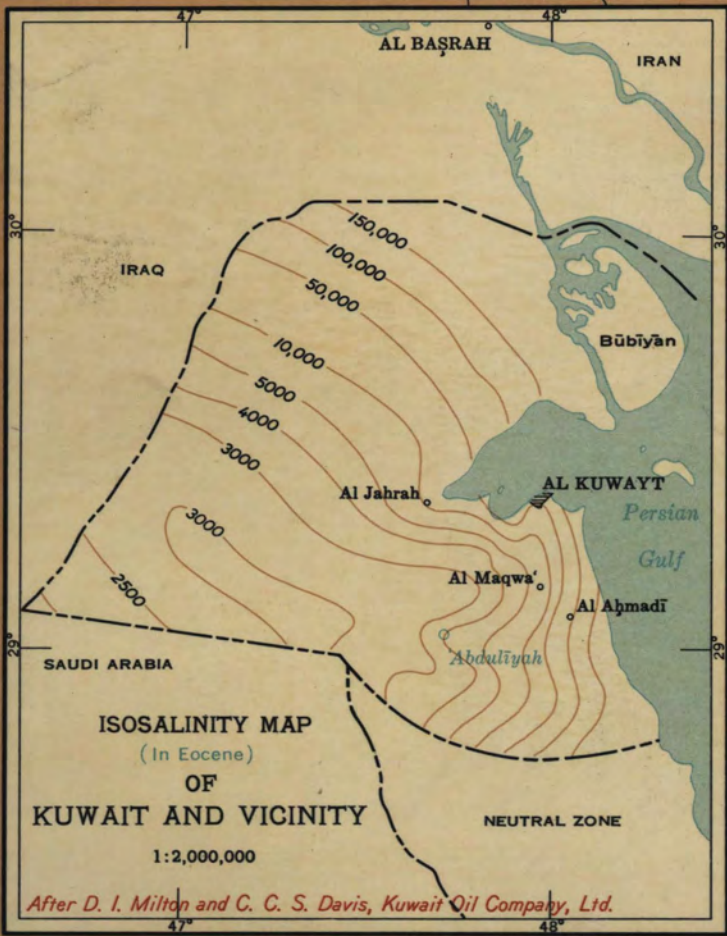 47° 48°
AL BAṢRAH
IRAN
30° 30°
150,000
100,000
IRAQ
50,000
Būbīyān
10,000
5000
4000
3000
Al Jahrah
AL KUWAYT
3000
Persian
Gulf
Al Maqwa‘
2500
Al Aḥmadī
29° 29°
‘Abdulīyah
SAUDI ARABIA
ISOSALINITY MAP
(In Eocene)
OF
KUWAIT AND VICINITY
NEUTRAL ZONE
1:2,000,000
After D. I. Milton and C. C. S. Davis, Kuwait Oil Company, Ltd.
47° 48°